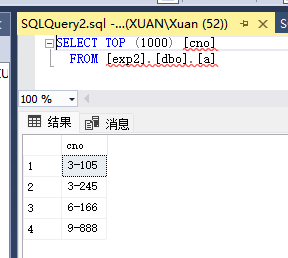 SQLQuery2.sql -...(XUAN\Xuan (52))
SELECT TOP (1000) [cno]
FROM [exp2].[dbo].[a]
100 %
结果 消息
cno
1 3-105
2 3-245
3 6-166
4 9-888